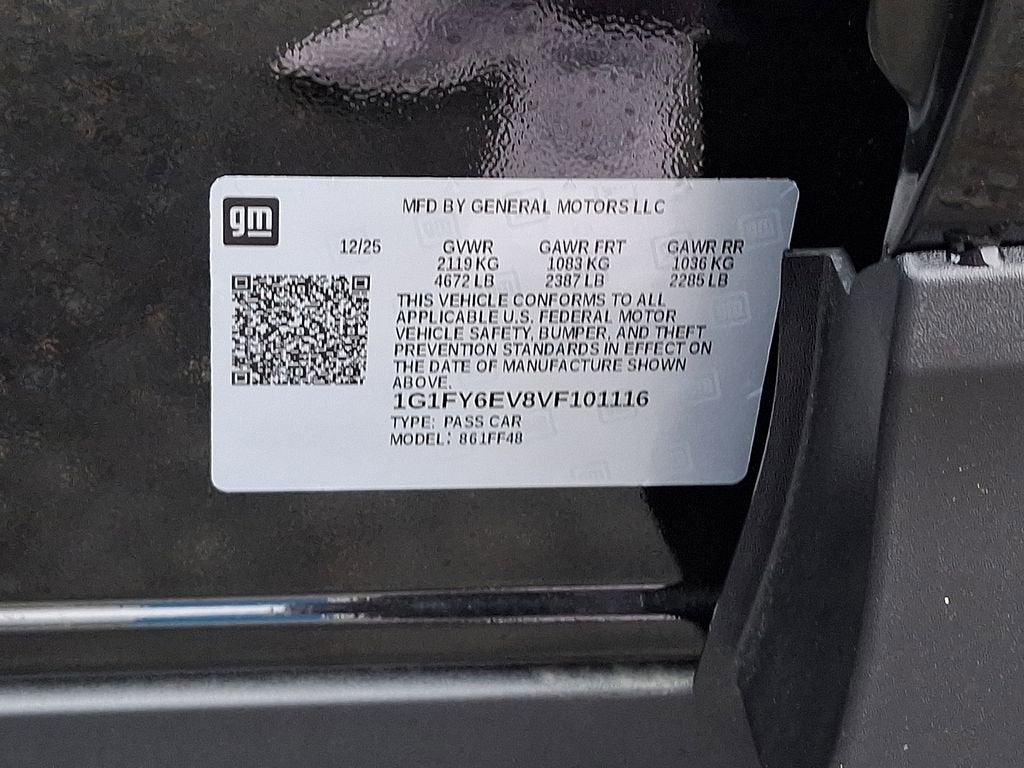 gm
MFD BY GENERAL MOTORS LLC
12/25 GVWR GAWR FRT GAWR RR
2119 KG 1083 KG 1036 KG
4672 LB 2387 LB 2285 LB
THIS VEHICLE CONFORMS TO ALL
APPLICABLE U.S. FEDERAL MOTOR
VEHICLE SAFETY, BUMPER, AND THEFT
PREVENTION STANDARDS IN EFFECT ON
THE DATE OF MANUFACTURE SHOWN
ABOVE.
1G1FY6EV8VF101116
TYPE: PASS CAR
MODEL: 861FF48